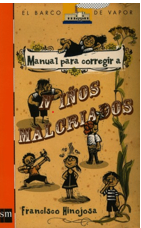 EL BARCO DE VAPOR
Manual para corregir a
NIÑOS
MALCRIADOS
Francisco Hinojosa
sm